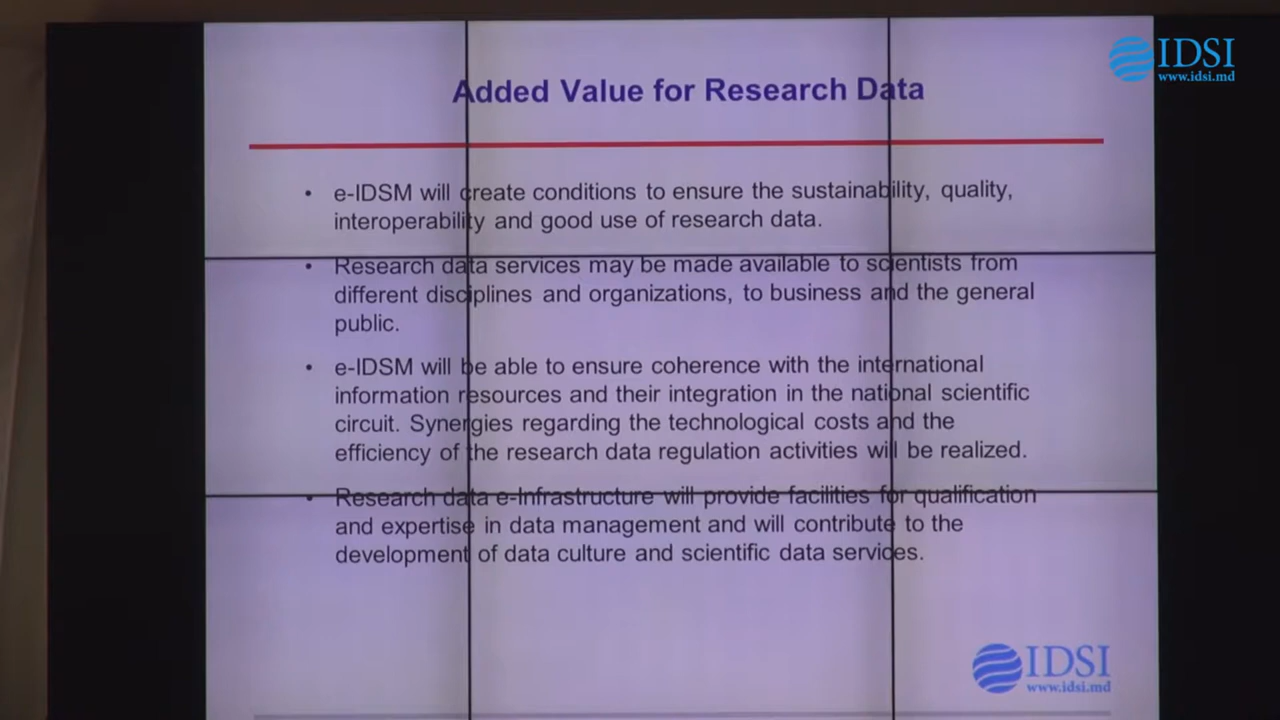 IDSI
www.idsi.md
Added Value for Research Data
• e-IDSM will create conditions to ensure the sustainability, quality,
interoperability and good use of research data.
• Research data services may be made available to scientists from
different disciplines and organizations, to business and the general
public.
• e-IDSM will be able to ensure coherence with the international
information resources and their integration in the national scientific
circuit. Synergies regarding the technological costs and the
efficiency of the research data regulation activities will be realized.
• Research data e-Infrastructure will provide facilities for qualification
and expertise in data management and will contribute to the
development of data culture and scientific data services.
IDSI
www.idsi.md